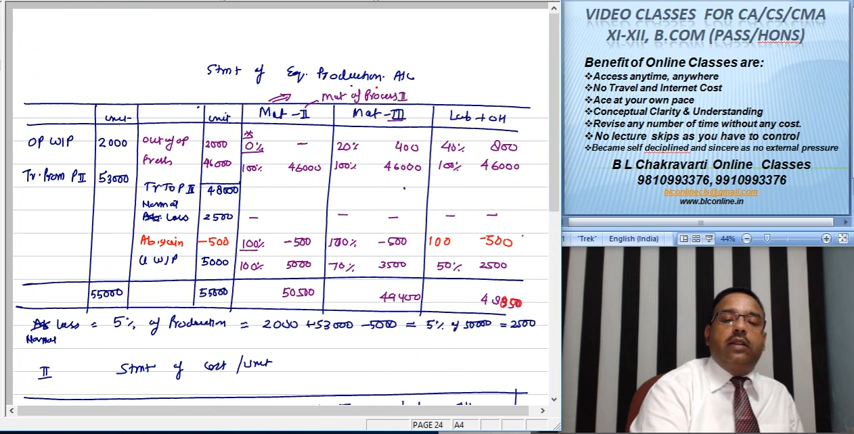 Stmt of Eq. Production A/c
Mat of Process II
unit unit Mat-II Mat-III Lab+OH
OP WIP 2000 out of op 2000 0% - 20% 400 40% 800
Fresh 46000 100% 46000 100% 46000 100% 46000
Tr. From P II 53000 Tr To P III 48000
Normal
Loss 2500 - - -
Ab. gain -500 100% -500 100% -500 100 -500
U WIP 5000 100% 5000 70% 3500 50% 2500
55000 55000 50500 49400
Loss = 5% of Production = 2000 + 53000 - 5000 = 5% of 50000 = 2500
Normal
II Stmt of Cost/Unit
PAGE 24 A4
VIDEO CLASSES FOR CA/CS/CMA
XI-XII, B.COM (PASS/HONS)
Benefit of Online Classes are:
❖Access anytime, anywhere
❖No Travel and Internet Cost
❖Ace at your own pace
❖Conceptual Clarity & Understanding
❖Revise any number of time without any cost.
❖No lecture skips as you have to control
❖Became self deciplined and sincere as no external pressure
B L Chakravarti Online Classes
9810993376, 9910993376
blconlinecls@gmail.com
www.blconline.in
1 'Trek' English (India) 44%